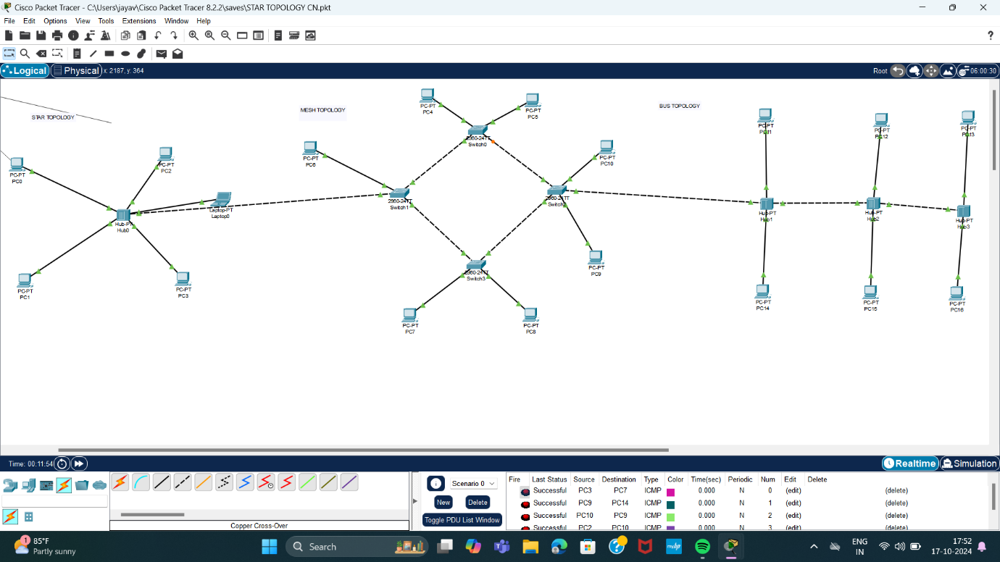 Cisco Packet Tracer - C:\Users\jayav\Cisco Packet Tracer 8.2.2\saves\STAR TOPOLOGY CN.pkt
File Edit Options View Tools Extensions Window Help
Logical Physical x: 2187, y: 364 Root 06:00:30
STAR TOPOLOGY
MESH TOPOLOGY
BUS TOPOLOGY
PC-PT
PC0
PC-PT
PC2
Laptop-PT
Laptop0
Hub-PT
Hub0
PC-PT
PC1
PC-PT
PC3
PC-PT
PC4
PC-PT
PC5
2960-24TT
Switch0
PC-PT
PC6
PC-PT
PC10
2960-24TT
Switch1
2960-24TT
Switch2
2960-24TT
Switch3
PC-PT
PC9
PC-PT
PC7
PC-PT
PC8
PC-PT
PC11
PC-PT
PC12
PC-PT
PC13
Hub-PT
Hub1
Hub-PT
Hub2
Hub-PT
Hub3
PC-PT
PC14
PC-PT
PC15
PC-PT
PC16
Time: 00:11:54 Realtime Simulation
Copper Cross-Over
Scenario 0
New Delete
Toggle PDU List Window
Fire Last Status Source Destination Type Color Time(sec) Periodic Num Edit Delete
Successful PC3 PC7 ICMP 0.000 N 0 (edit) (delete)
Successful PC9 PC14 ICMP 0.000 N 1 (edit) (delete)
Successful PC10 PC9 ICMP 0.000 N 2 (edit) (delete)
Successful PC2 PC10 ICMP 0.000 N 3 (edit) (delete)
1
85°F
Partly sunny
Search
myhp
ENG
IN
17:52
17-10-2024